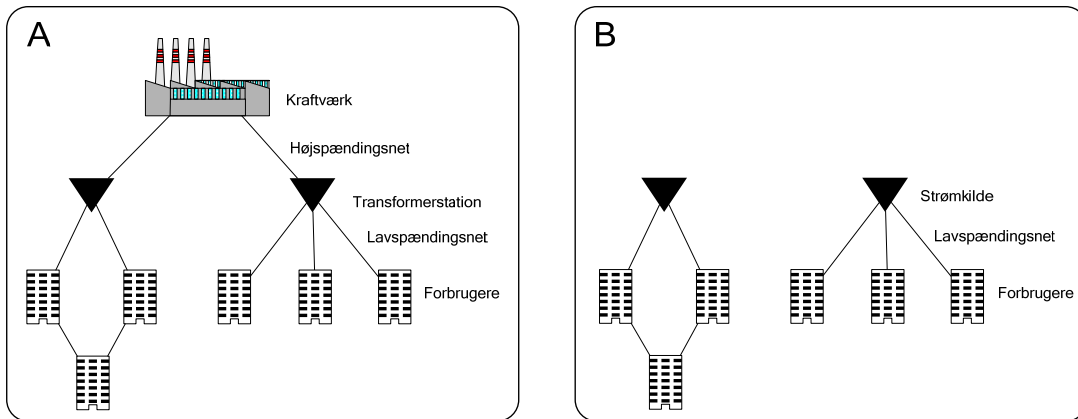 A
Kraftværk
Højspændingsnet
Transformerstation
Lavspændingsnet
Forbrugere
B
Strømkilde
Lavspændingsnet
Forbrugere